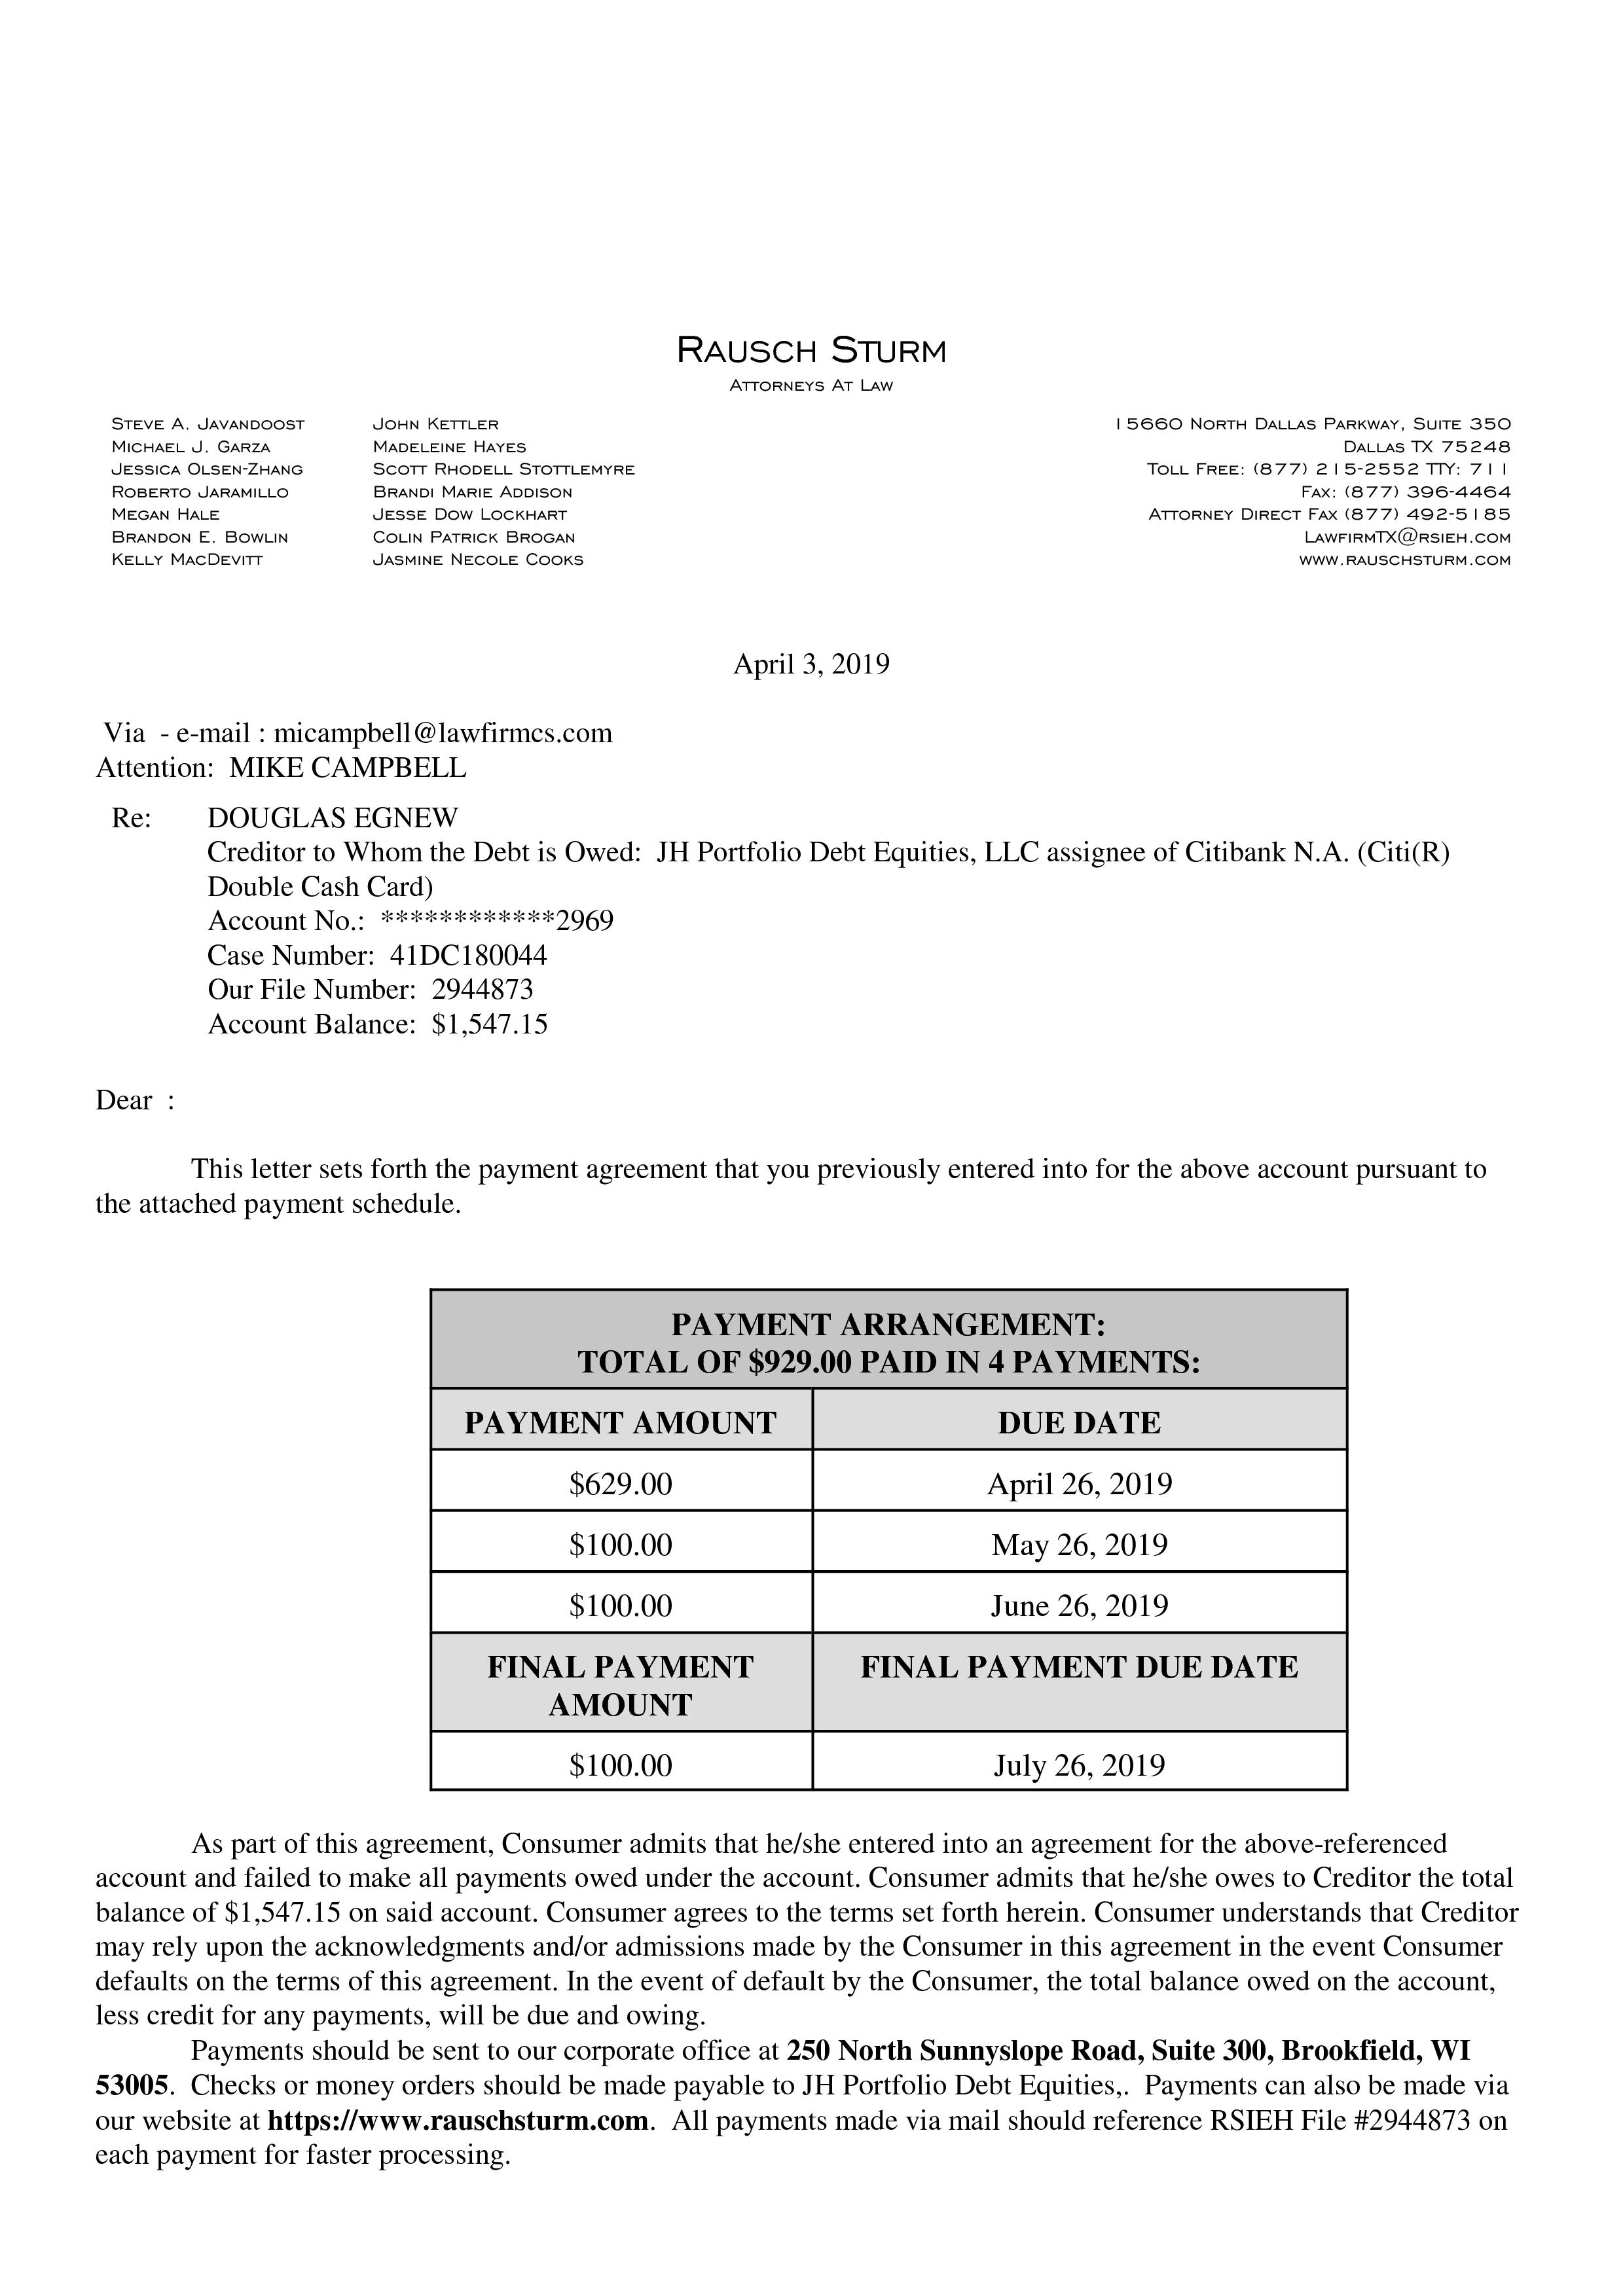 RAUSCH STURM
ATTORNEYS AT LAW
STEVE A. JAVANDOOST
MICHAEL J. GARZA
JESSICA OLSEN-ZHANG
ROBERTO JARAMILLO
MEGAN HALE
BRANDON E. BOWLIN
KELLY MACDEVITT
JOHN KETTLER
MADELEINE HAYES
SCOTT RHODELL STOTTLEMYRE
BRANDI MARIE ADDISON
JESSE DOW LOCKHART
COLIN PATRICK BROGAN
JASMINE NECOLE COOKS
15660 NORTH DALLAS PARKWAY, SUITE 350
DALLAS TX 75248
TOLL FREE: (877) 215-2552 TTY: 711
FAX: (877) 396-4464
ATTORNEY DIRECT FAX (877) 492-5185
LAWFIRMTX@RSIEH.COM
WWW.RAUSCHSTURM.COM
April 3, 2019
Via - e-mail : micampbell@lawfirmcs.com
Attention: MIKE CAMPBELL
Re: DOUGLAS EGNEW
Creditor to Whom the Debt is Owed: JH Portfolio Debt Equities, LLC assignee of Citibank N.A. (Citi(R)
Double Cash Card)
Account No.: ************2969
Case Number: 41DC180044
Our File Number: 2944873
Account Balance: $1,547.15
Dear :
This letter sets forth the payment agreement that you previously entered into for the above account pursuant to
the attached payment schedule.
PAYMENT ARRANGEMENT:
TOTAL OF $929.00 PAID IN 4 PAYMENTS:
PAYMENT AMOUNT DUE DATE
$629.00 April 26, 2019
$100.00 May 26, 2019
$100.00 June 26, 2019
FINAL PAYMENT AMOUNT FINAL PAYMENT DUE DATE
$100.00 July 26, 2019
As part of this agreement, Consumer admits that he/she entered into an agreement for the above-referenced
account and failed to make all payments owed under the account. Consumer admits that he/she owes to Creditor the total
balance of $1,547.15 on said account. Consumer agrees to the terms set forth herein. Consumer understands that Creditor
may rely upon the acknowledgments and/or admissions made by the Consumer in this agreement in the event Consumer
defaults on the terms of this agreement. In the event of default by the Consumer, the total balance owed on the account,
less credit for any payments, will be due and owing.
Payments should be sent to our corporate office at 250 North Sunnyslope Road, Suite 300, Brookfield, WI
53005. Checks or money orders should be made payable to JH Portfolio Debt Equities,. Payments can also be made via
our website at https://www.rauschsturm.com. All payments made via mail should reference RSIEH File #2944873 on
each payment for faster processing.